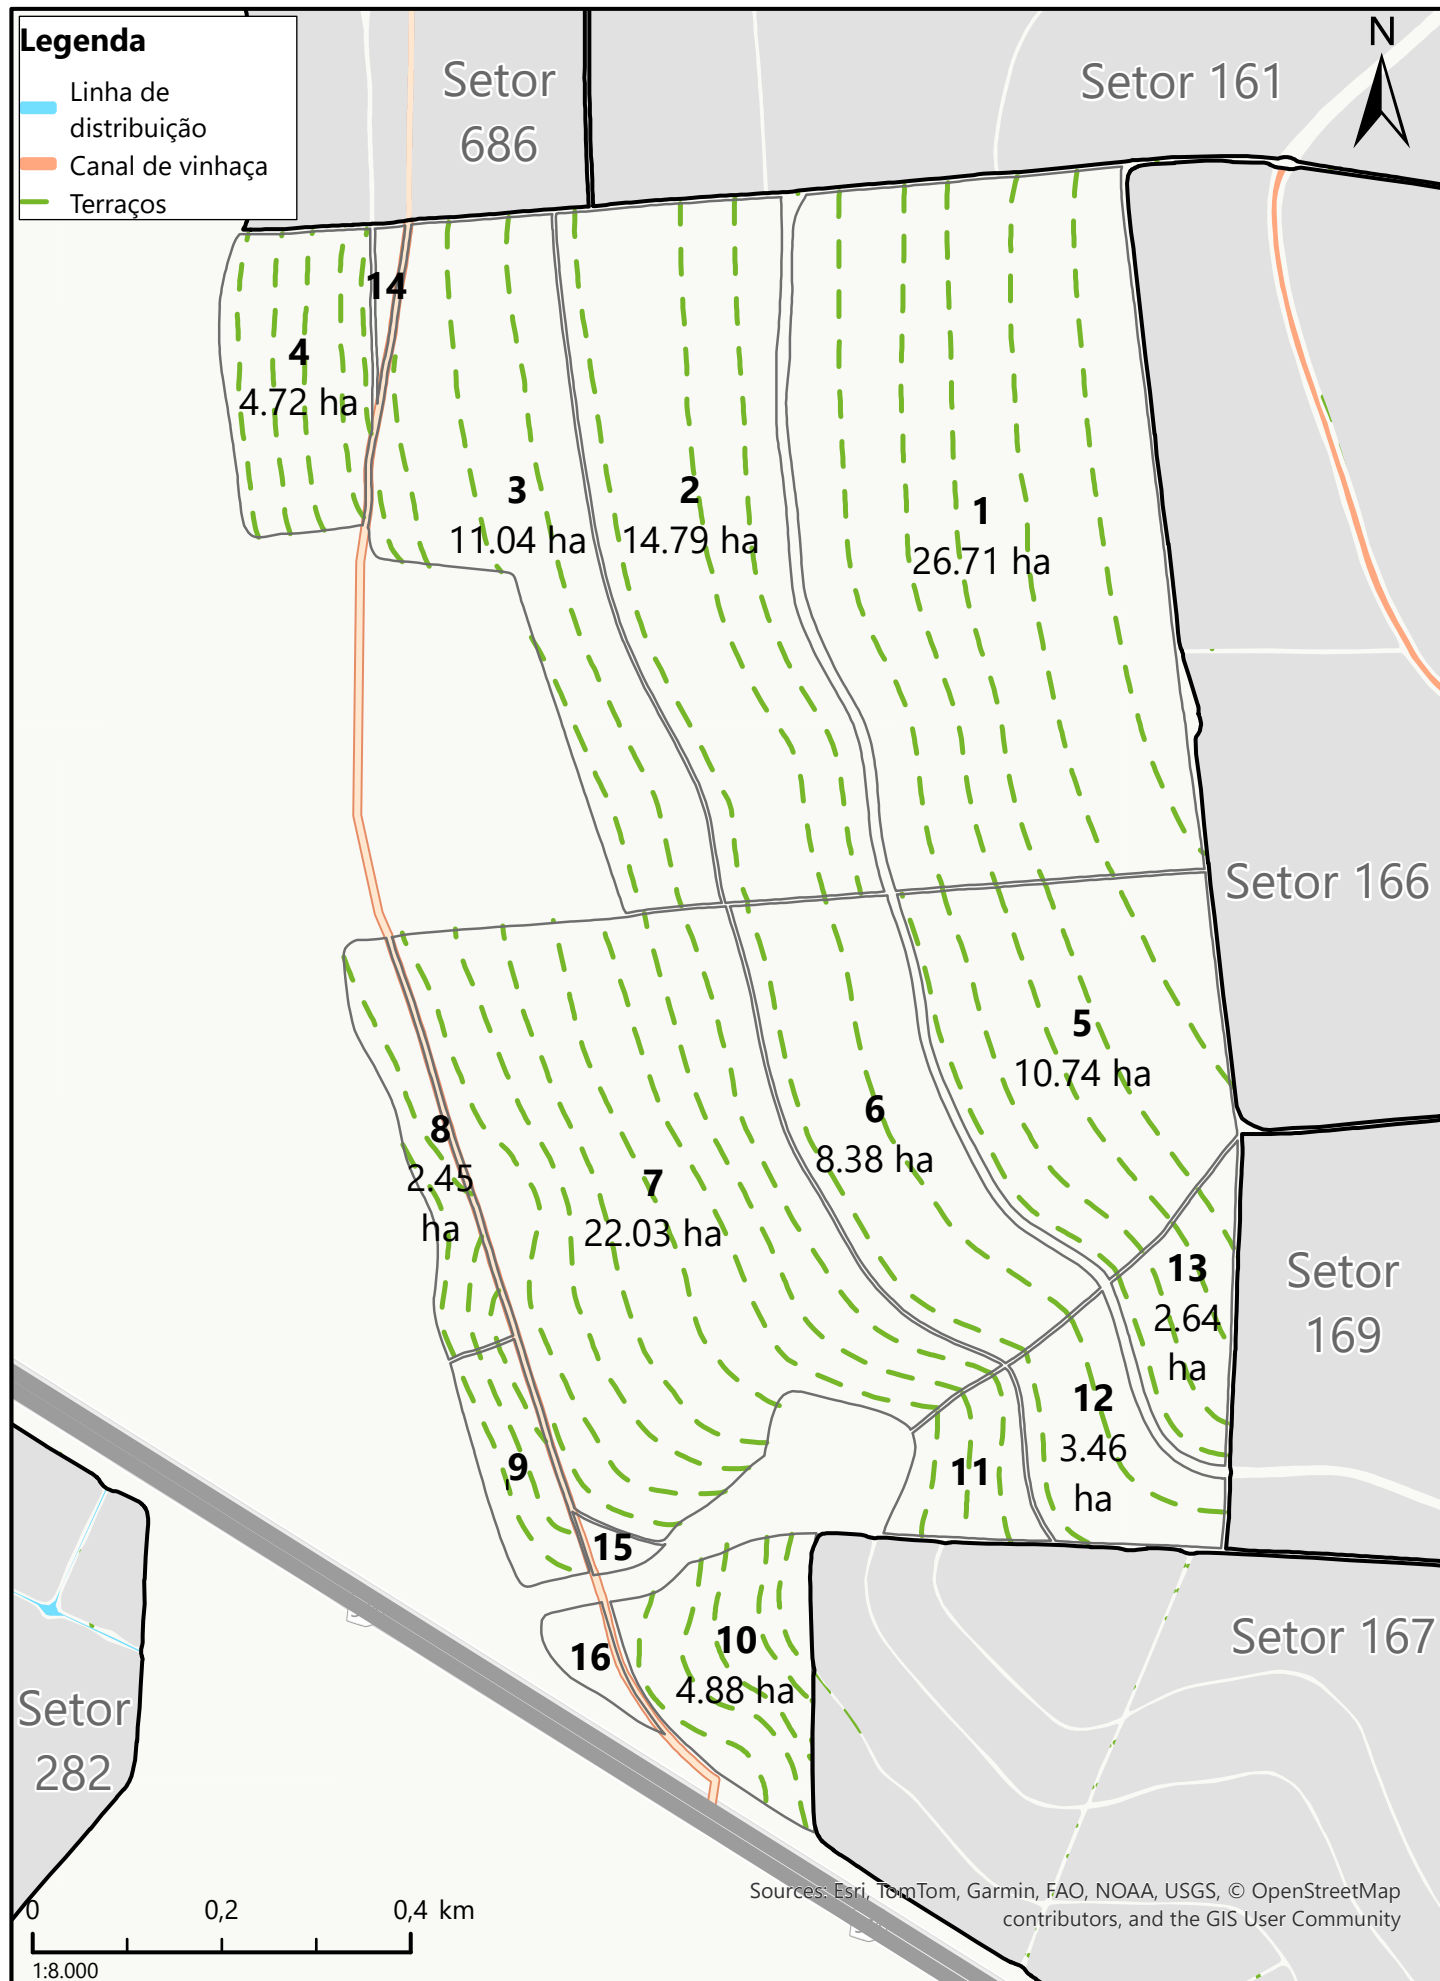 Legenda
Linha de
distribuição
Canal de vinhaça
Terraços
Setor
686
Setor 161
N
14
4
4.72 ha
3
11.04 ha
2
14.79 ha
1
26.71 ha
Setor 166
5
10.74 ha
6
8.38 ha
8
2.45
ha
7
22.03 ha
13
2.64
ha
Setor
169
12
3.46
ha
11
9
15
10
4.88 ha
16
Setor 167
Setor
282
0
0,2
0,4 km
1:8.000
Sources: Esri, TomTom, Garmin, FAO, NOAA, USGS, © OpenStreetMap
contributors, and the GIS User Community